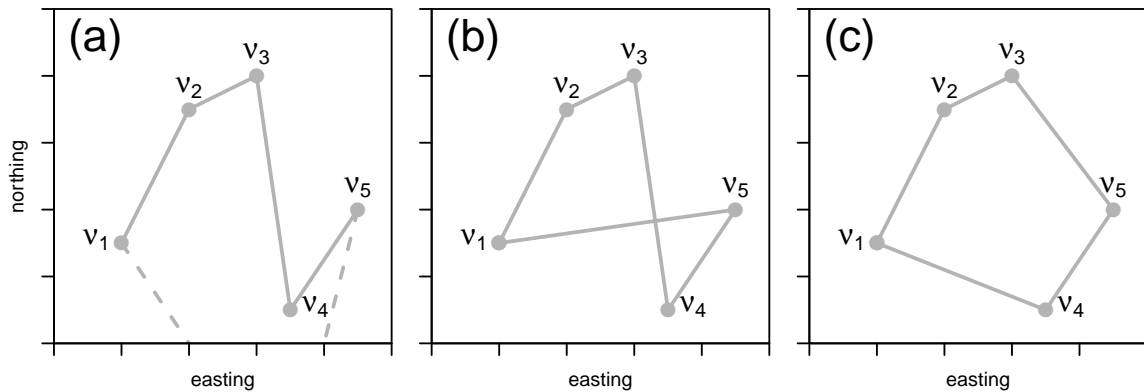 (a)
ν3
ν2
ν5
ν1
ν4
northing
easting
(b)
ν3
ν2
ν5
ν1
ν4
easting
(c)
ν3
ν2
ν5
ν1
ν4
easting